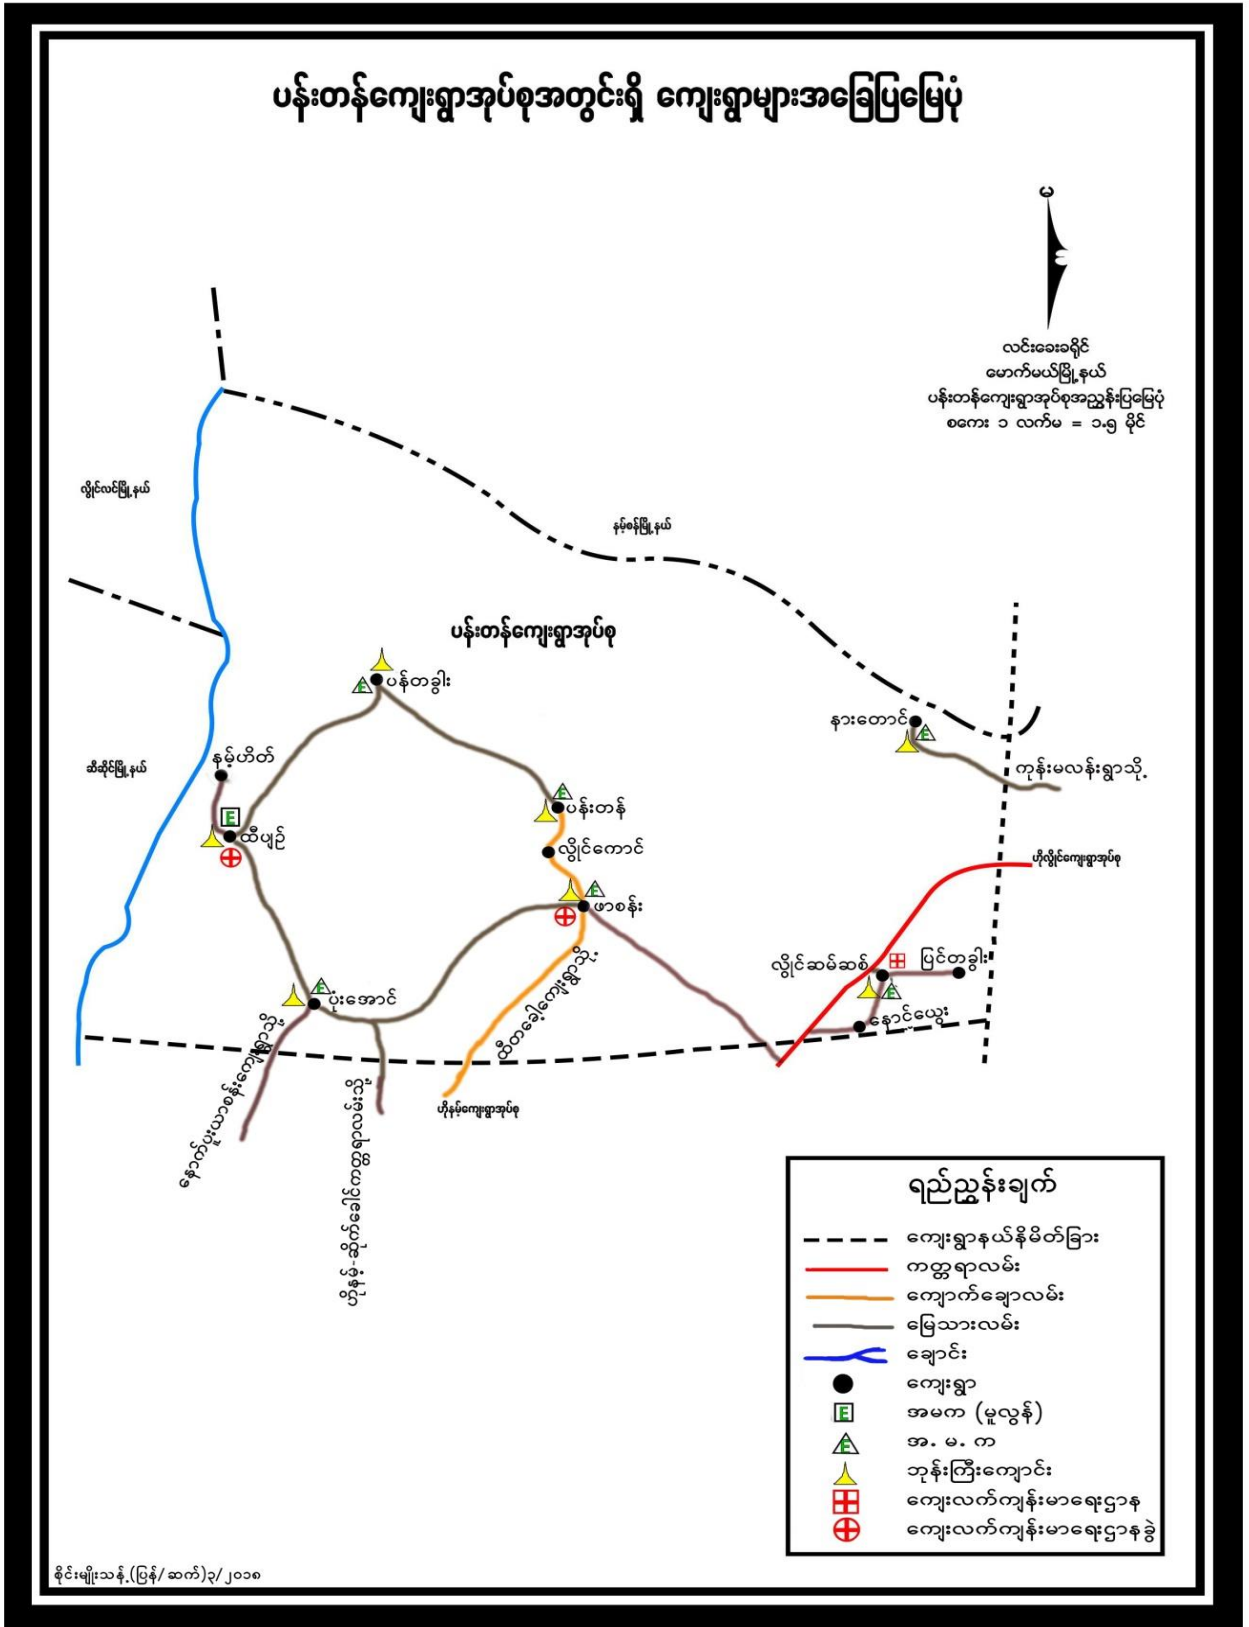 ပန်းတန်ကျေးရွာအုပ်စုအတွင်းရှိ ကျေးရွာများအခြေပြမြေပုံ
မ
လင်းခေးခရိုင်
မောက်မယ်မြို့နယ်
ပန်းတန်ကျေးရွာအုပ်စုအညွှန်းပြမြေပုံ
စကေး ၁ လက်မ = ၁.၅ မိုင်
လွိုင်လင်မြို့နယ်
နမ့်စန်မြို့နယ်
ပန်းတန်ကျေးရွာအုပ်စု
ပန်တခွါး
နားတောင်
နမ့်ဟိတ်
ဆီဆိုင်မြို့နယ်
ကုန်းမလန်းရွာသို့
ပန်းတန်
ထီပျဉ်
လွိုင်ကောင်
ဟိုလွိုင်ကျေးရွာအုပ်စု
ဖာစန်း
လွိုင်ဆမ်ဆစ်
ပြင်တခွါး
ပုံးအောင်
နောင်ယွေး
ထီတခေါ့ကျေးရွာသို့
နောက်ပူးယာစန်းကျေးရွာသို့
ဟိုနမ့်ကျေးရွာအုပ်စု
ရည်ညွှန်းချက်
ကျေးရွာနယ်နိမိတ်ခြား
ကတ္တရာလမ်း
ကျောက်ချောလမ်း
မြေသားလမ်း
ချောင်း
ကျေးရွာ
E အမက (မူလွန်)
E အ. မ. က
ဘုန်းကြီးကျောင်း
ကျေးလက်ကျန်းမာရေးဌာန
ကျေးလက်ကျန်းမာရေးဌာနခွဲ
စိုင်းမျိုးသန့်(ပြန်/ဆက်)၃/၂၀၁၈